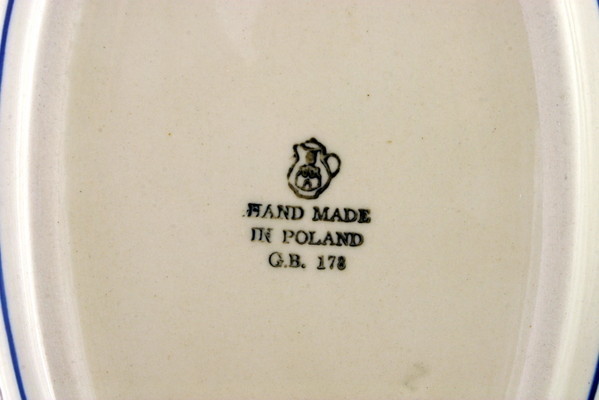 HAND MADE
IN POLAND
G.B. 178